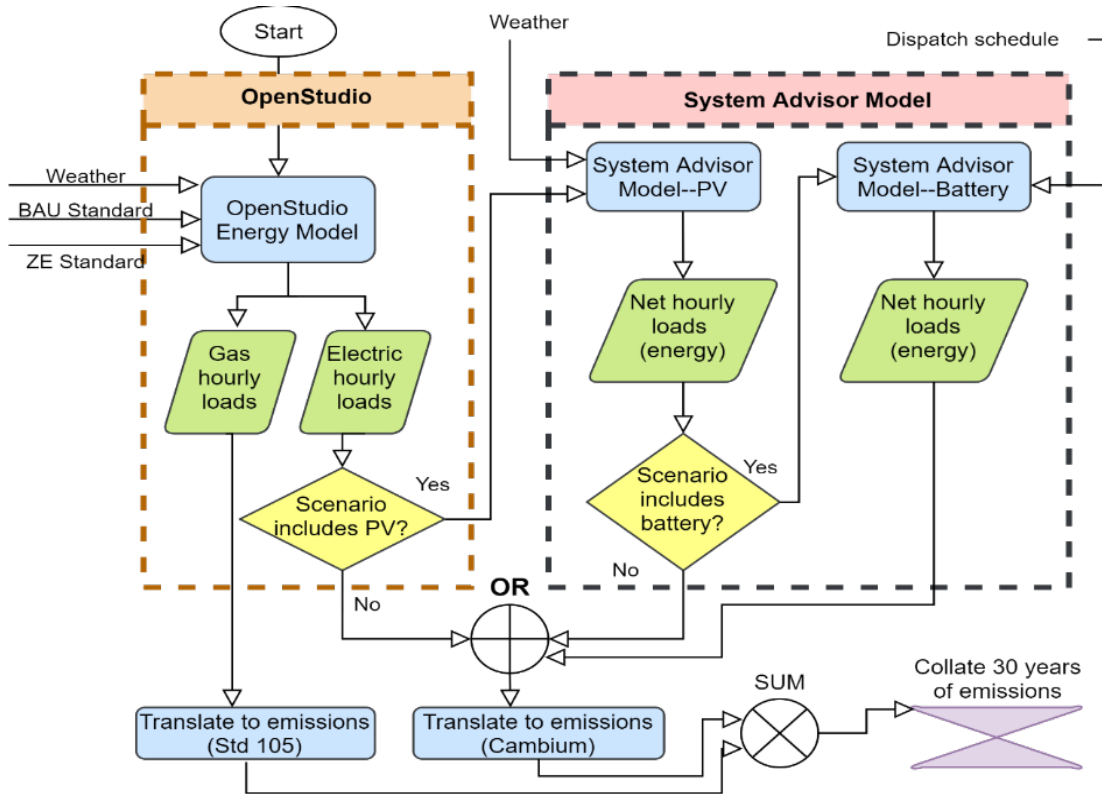 Start
Weather
Dispatch schedule
OpenStudio
System Advisor Model
Weather
BAU Standard
ZE Standard
OpenStudio
Energy Model
System Advisor
Model--PV
System Advisor
Model--Battery
Gas
hourly
loads
Electric
hourly
loads
Net hourly
loads
(energy)
Net hourly
loads
(energy)
Scenario
includes PV?
Yes
No
Scenario
includes
battery?
Yes
No
OR
Translate to emissions
(Std 105)
Translate to emissions
(Cambium)
SUM
Collate 30 years
of emissions